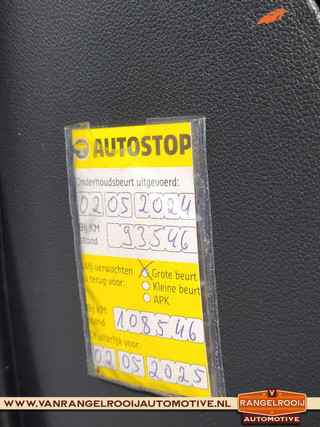 AUTOSTOP
Onderhoudsbeurt uitgevoerd:
02 05 2024
Bij KM
stand 93546
Wij verwachten Grote beurt
u terug voor: Kleine beurt
APK
Bij KM
stand 108546
Of uiterlijk voor:
02 05 2025
WWW.VANRANGELROOIJAUTOMOTIVE.NL
RANGELROOIJ
AUTOMOTIVE